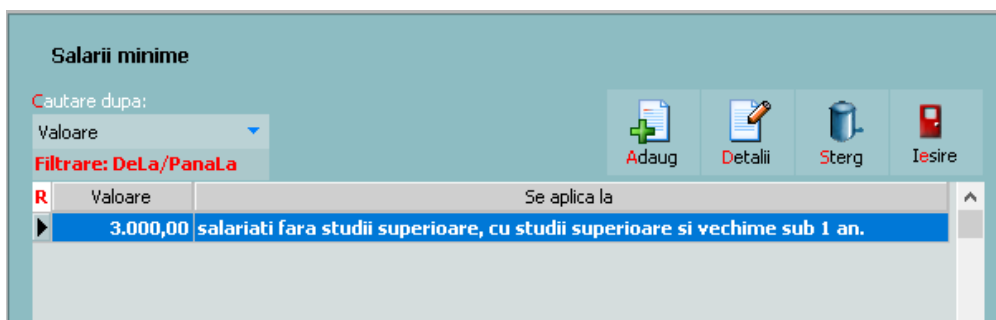 Salarii minime
Cautare dupa:
Valoare
Filtrare: DeLa/PanaLa
Adaug Detalii Sterg Iesire
R Valoare Se aplica la
3.000,00 salariati fara studii superioare, cu studii superioare si vechime sub 1 an.